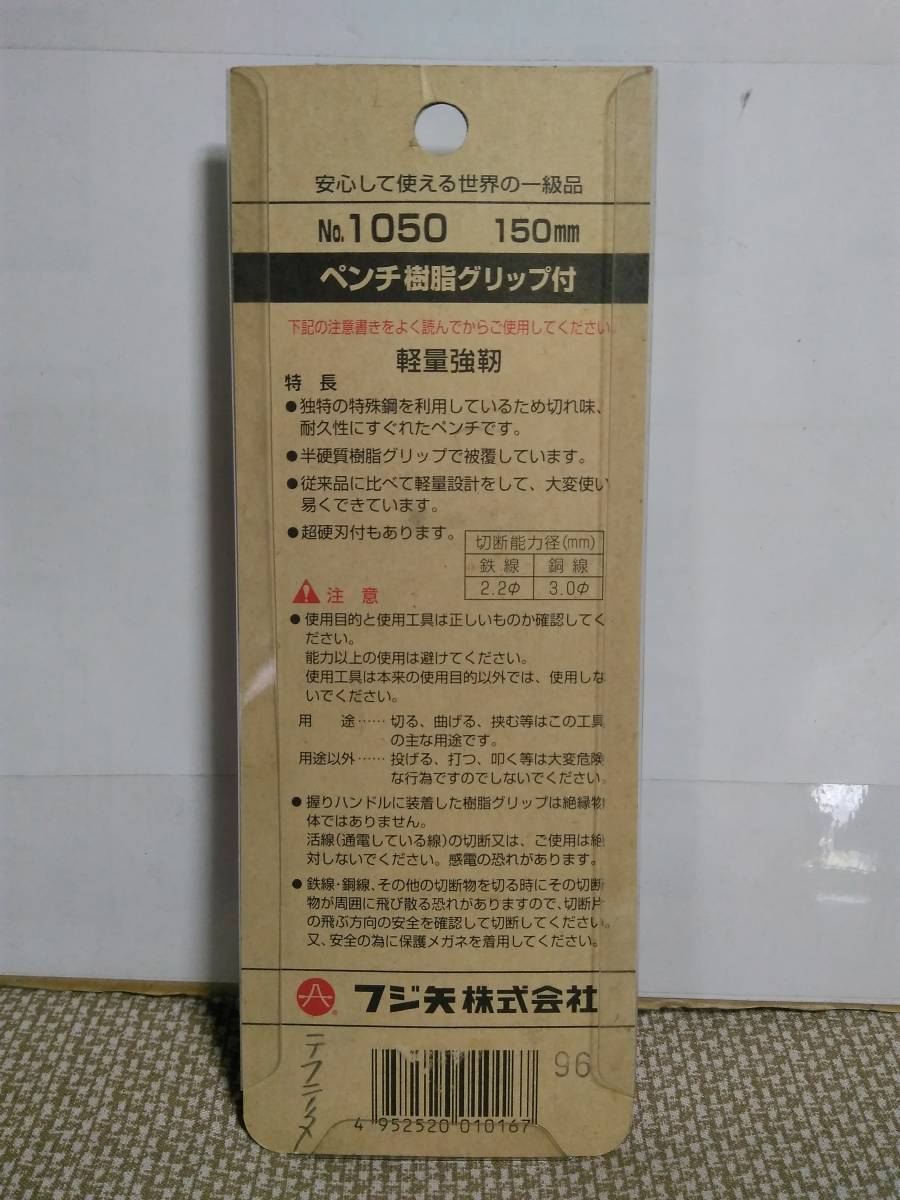 安心して使える世界の一級品
No.1050 150mm
ペンチ樹脂グリップ付
下記の注意書きをよく読んでからご使用してください。
軽量強靭
特長
●独特の特殊鋼を利用しているため切れ味、
耐久性にすぐれたペンチです。
●半硬質樹脂グリップで被覆しています。
●従来品に比べて軽量設計をして、大変使い
易くできています。
●超硬刃付もあります。
切断能力径(mm)
鉄線 銅線
2.2φ 3.0φ
注意
●使用目的と使用工具は正しいものか確認してく
ださい。
能力以上の使用は避けてください。
使用工具は本来の使用目的以外では、使用しな
いでください。
用途……切る、曲げる、挟む等はこの工具
の主な用途です。
用途以外……投げる、打つ、叩く等は大変危険
な行為ですのでしないでください。
●握りハンドルに装着した樹脂グリップは絶縁物
体ではありません。
活線(通電している線)の切断又は、ご使用は絶
対しないでください。感電の恐れがあります。
●鉄線・銅線、その他の切断物を切る時にその切断
物が周囲に飛び散る恐れがありますので、切断片
の飛ぶ方向の安全を確認して切断してください。
又、安全の為に保護メガネを着用してください。
フジ矢株式会社
96
4 952520 010167